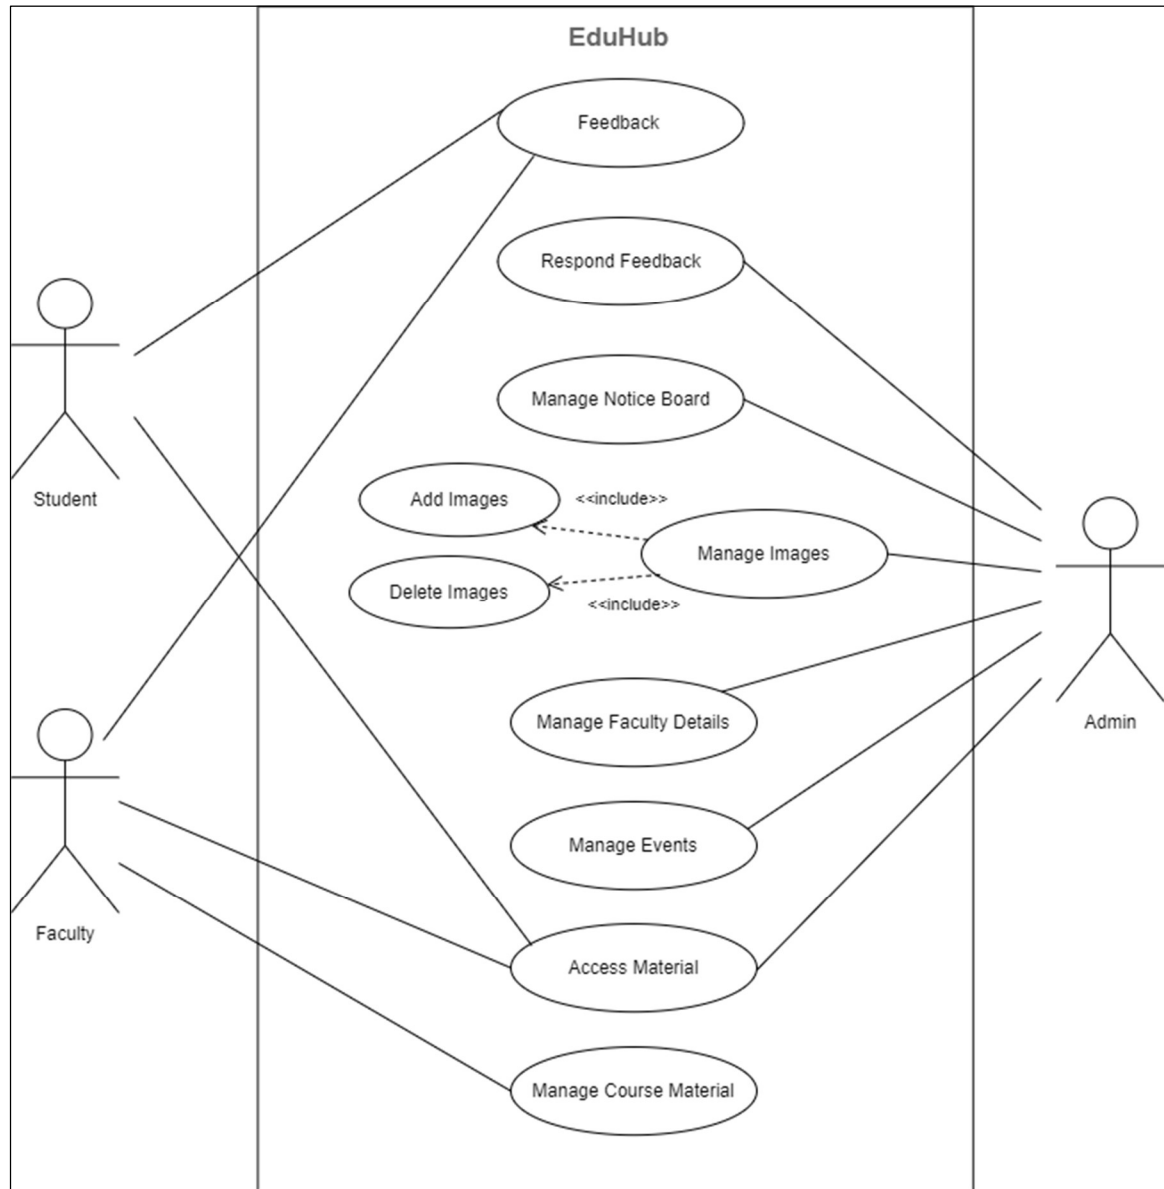 EduHub
Feedback
Respond Feedback
Manage Notice Board
Add Images
<<include>>
Manage Images
Delete Images
<<include>>
Student
Manage Faculty Details
Admin
Manage Events
Faculty
Access Material
Manage Course Material